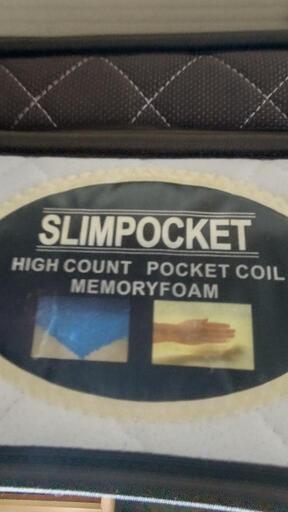 SLIMPOCKET
HIGH COUNT POCKET COIL
MEMORYFOAM